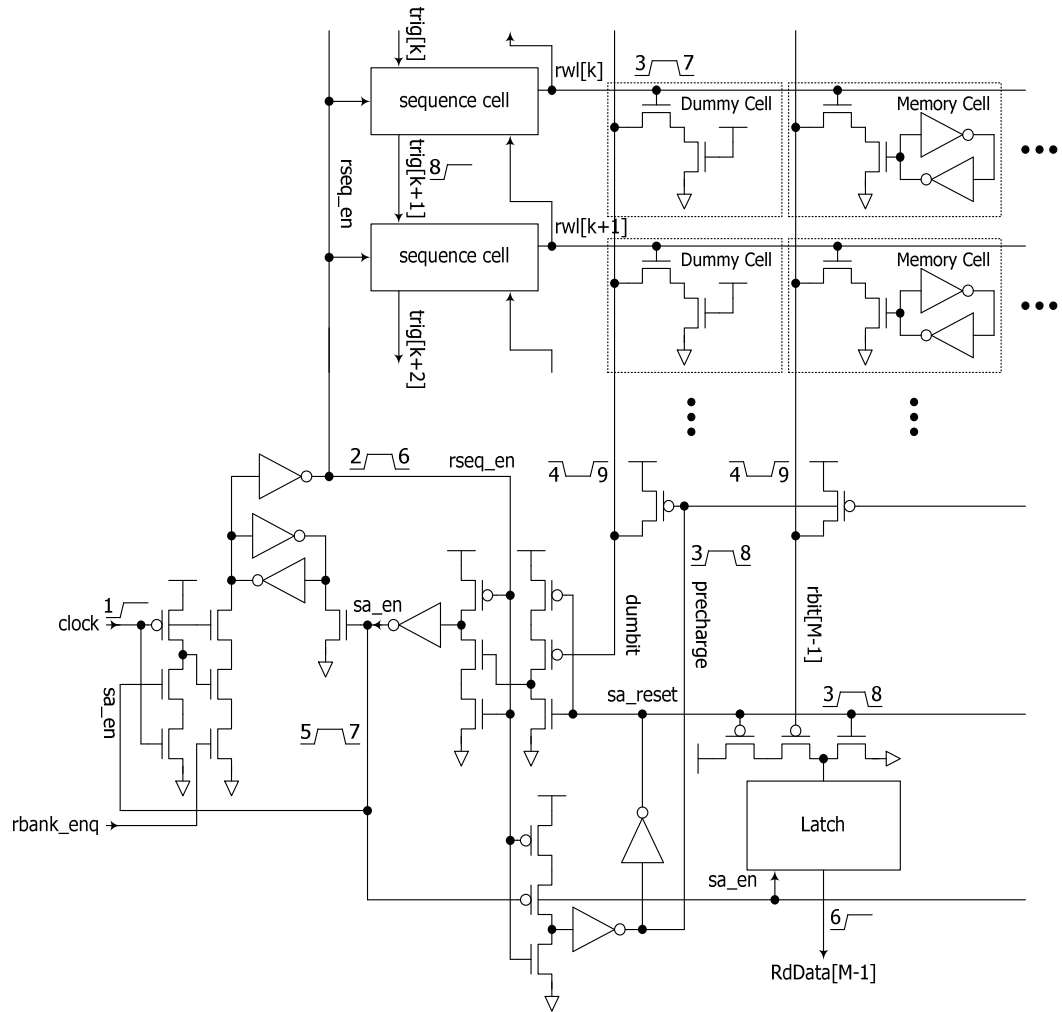 trig[k]
3 7
rwl[k]
sequence cell
Dummy Cell
Memory Cell
rseq_en
trig[k+1]
8
rwl[k+1]
sequence cell
Dummy Cell
Memory Cell
trig[k+2]
2 6
rseq_en
4 9
4 9
3 8
clock
1
sa_en
dumbit
precharge
rbit[M-1]
sa_en
sa_reset
3 8
5 7
rbank_enq
Latch
sa_en
6
RdData[M-1]